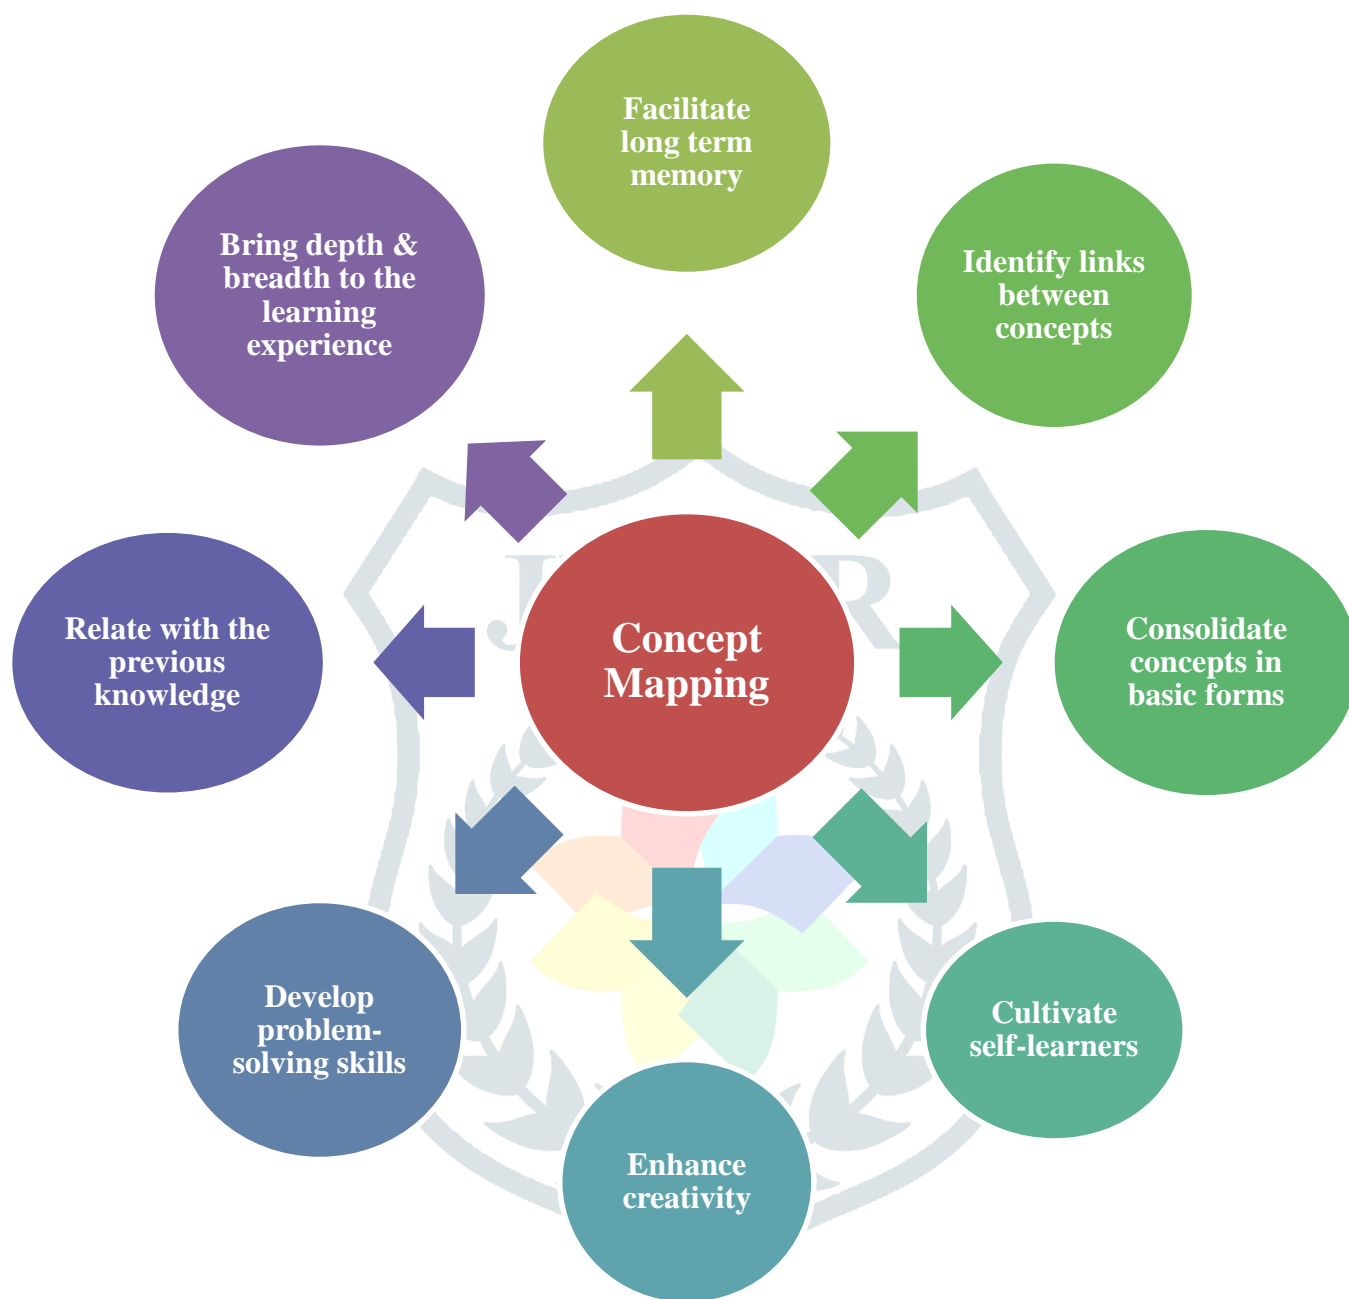 Facilitate
long term
memory
Identify links
between
concepts
Consolidate
concepts in
basic forms
Cultivate
self-learners
Enhance
creativity
Develop
problem-
solving skills
Relate with the
previous
knowledge
Bring depth &
breadth to the
learning
experience
Concept
Mapping